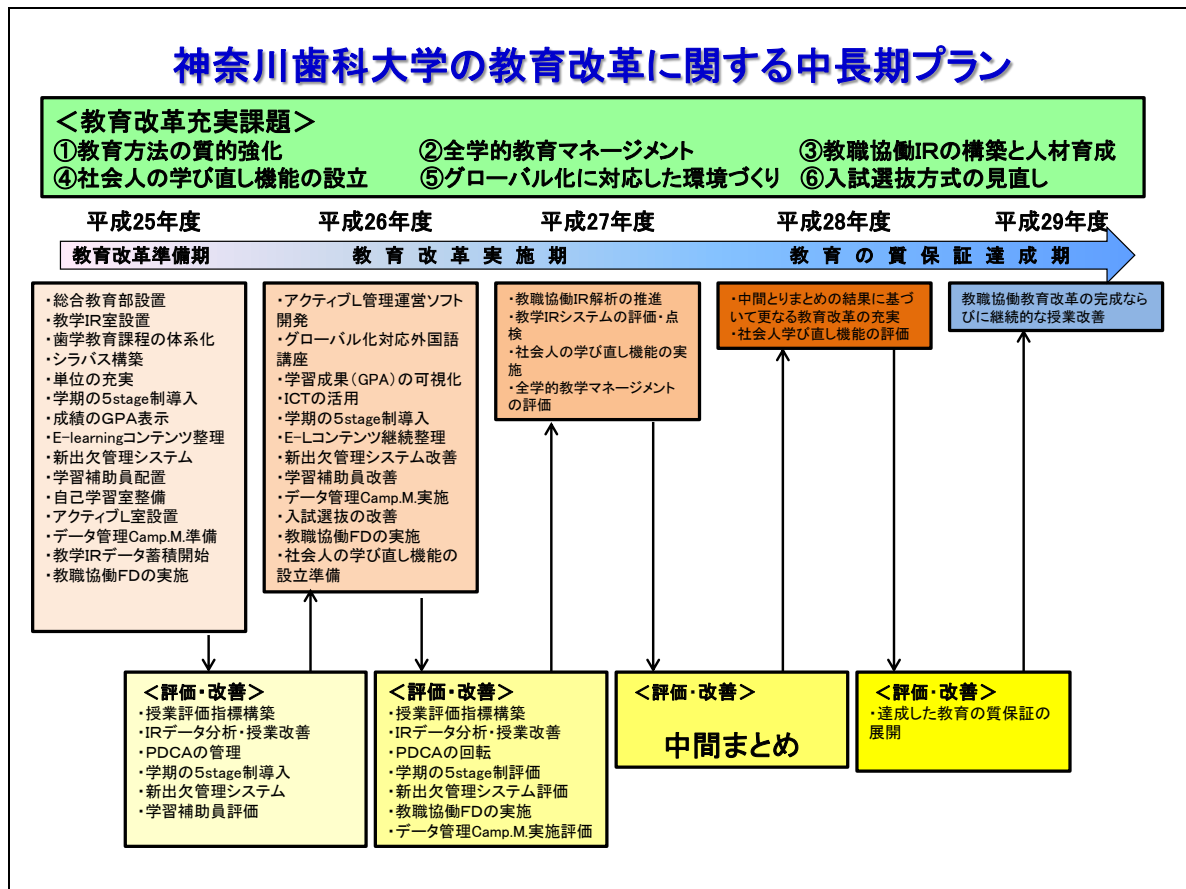 神奈川歯科大学の教育改革に関する中長期プラン
＜教育改革充実課題＞
①教育方法の質的強化 ②全学的教育マネージメント ③教職協働IRの構築と人材育成
④社会人の学び直し機能の設立 ⑤グローバル化に対応した環境づくり ⑥入試選抜方式の見直し
平成25年度 平成26年度 平成27年度 平成28年度 平成29年度
教育改革準備期 教育改革実施期 教育の質保証達成期
・総合教育部設置
・教学IR室設置
・歯学教育課程の体系化
・シラバス構築
・単位の充実
・学期の5stage制導入
・成績のGPA表示
・E-learningコンテンツ整理
・新出欠管理システム
・学習補助員配置
・自己学習室整備
・アクティブL室設置
・データ管理Camp.M.準備
・教学IRデータ蓄積開始
・教職協働FDの実施
・アクティブL管理運営ソフト
開発
・グローバル化対応外国語
講座
・学習成果（GPA）の可視化
・ICTの活用
・学期の5stage制導入
・E-Lコンテンツ継続整理
・新出欠管理システム改善
・学習補助員改善
・データ管理Camp.M.実施
・入試選抜の改善
・教職協働FDの実施
・社会人の学び直し機能の
設立準備
・教職協働IR解析の推進
・教学IRシステムの評価・点
検
・社会人の学び直し機能の実
施
・全学的教学マネージメント
の評価
・中間とりまとめの結果に基づ
いて更なる教育改革の充実
・社会人学び直し機能の評価
教職協働教育改革の完成なら
びに継続的な授業改善
＜評価・改善＞
・授業評価指標構築
・IRデータ分析・授業改善
・PDCAの管理
・学期の5stage制導入
・新出欠管理システム
・学習補助員評価
＜評価・改善＞
・授業評価指標構築
・IRデータ分析・授業改善
・PDCAの回転
・学期の5stage制評価
・新出欠管理システム評価
・教職協働FDの実施
・データ管理Camp.M.実施評価
＜評価・改善＞
中間まとめ
＜評価・改善＞
・達成した教育の質保証の
展開